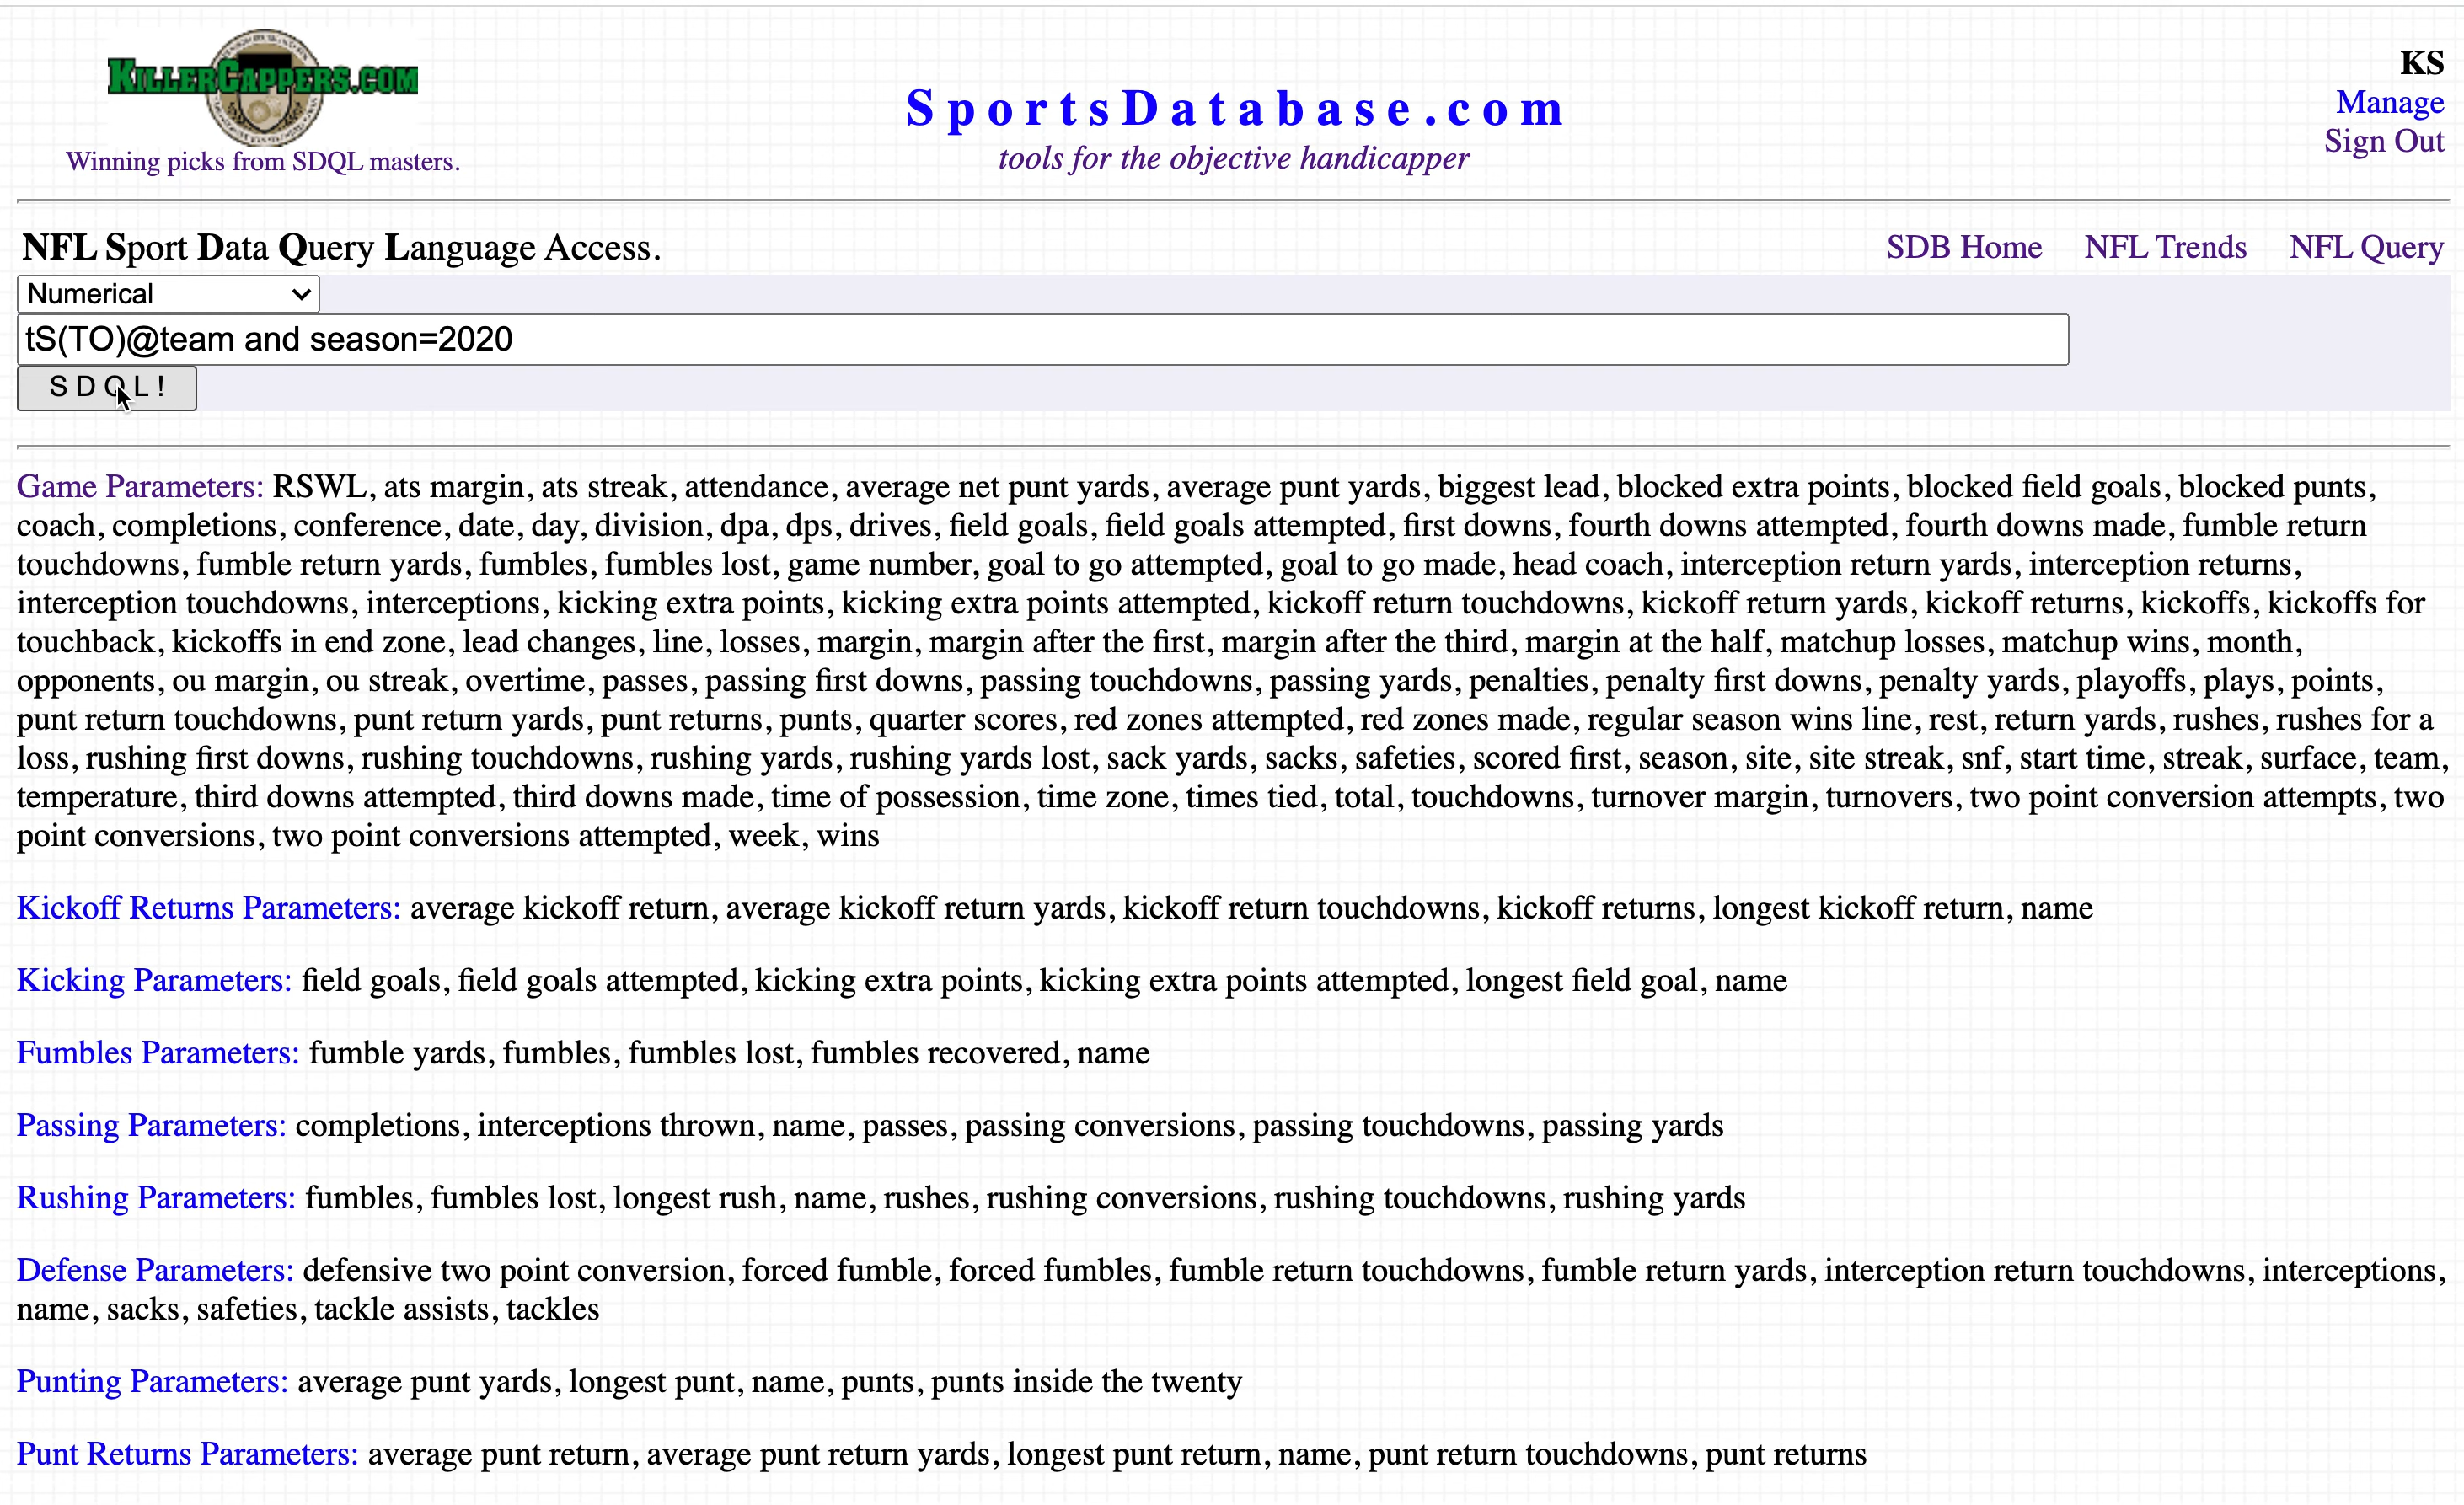 KILLERCAPPERS.COM
Winning picks from SDQL masters.
SportsDatabase.com
tools for the objective handicapper
KS
Manage
Sign Out
NFL Sport Data Query Language Access.
SDB Home NFL Trends NFL Query
Numerical
tS(TO)@team and season=2020
S D Q L !
Game Parameters: RSWL, ats margin, ats streak, attendance, average net punt yards, average punt yards, biggest lead, blocked extra points, blocked field goals, blocked punts,
coach, completions, conference, date, day, division, dpa, dps, drives, field goals, field goals attempted, first downs, fourth downs attempted, fourth downs made, fumble return
touchdowns, fumble return yards, fumbles, fumbles lost, game number, goal to go attempted, goal to go made, head coach, interception return yards, interception returns,
interception touchdowns, interceptions, kicking extra points, kicking extra points attempted, kickoff return touchdowns, kickoff return yards, kickoff returns, kickoffs, kickoffs for
touchback, kickoffs in end zone, lead changes, line, losses, margin, margin after the first, margin after the third, margin at the half, matchup losses, matchup wins, month,
opponents, ou margin, ou streak, overtime, passes, passing first downs, passing touchdowns, passing yards, penalties, penalty first downs, penalty yards, playoffs, plays, points,
punt return touchdowns, punt return yards, punt returns, punts, quarter scores, red zones attempted, red zones made, regular season wins line, rest, return yards, rushes, rushes for a
loss, rushing first downs, rushing touchdowns, rushing yards, rushing yards lost, sack yards, sacks, safeties, scored first, season, site, site streak, snf, start time, streak, surface, team,
temperature, third downs attempted, third downs made, time of possession, time zone, times tied, total, touchdowns, turnover margin, turnovers, two point conversion attempts, two
point conversions, two point conversions attempted, week, wins
Kickoff Returns Parameters: average kickoff return, average kickoff return yards, kickoff return touchdowns, kickoff returns, longest kickoff return, name
Kicking Parameters: field goals, field goals attempted, kicking extra points, kicking extra points attempted, longest field goal, name
Fumbles Parameters: fumble yards, fumbles, fumbles lost, fumbles recovered, name
Passing Parameters: completions, interceptions thrown, name, passes, passing conversions, passing touchdowns, passing yards
Rushing Parameters: fumbles, fumbles lost, longest rush, name, rushes, rushing conversions, rushing touchdowns, rushing yards
Defense Parameters: defensive two point conversion, forced fumble, forced fumbles, fumble return touchdowns, fumble return yards, interception return touchdowns, interceptions,
name, sacks, safeties, tackle assists, tackles
Punting Parameters: average punt yards, longest punt, name, punts, punts inside the twenty
Punt Returns Parameters: average punt return, average punt return yards, longest punt return, name, punt return touchdowns, punt returns